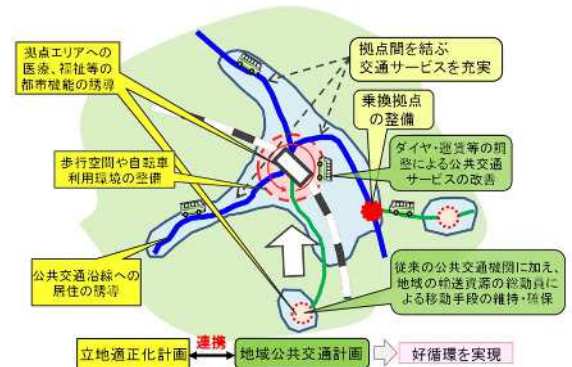 拠点エリアへの
医療、福祉等の
都市機能の誘導
拠点間を結ぶ
交通サービスを充実
乗換拠点
の整備
ダイヤ・運賃等の調
整による公共交通
サービスの改善
歩行空間や自転車
利用環境の整備
公共交通沿線への
居住の誘導
従来の公共交通機関に加え、
地域の輸送資源の総動員
による移動手段の維持・確保
立地適正化計画
連携
地域公共交通計画
好循環を実現